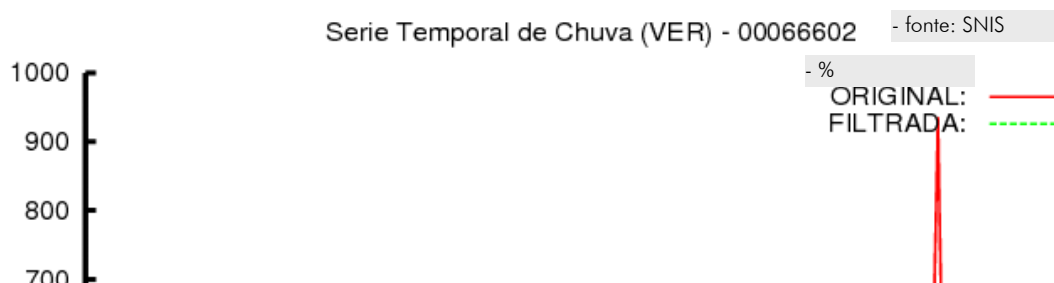 Serie Temporal de Chuva (VER) - 00066602 - fonte: SNIS
1000
- %
ORIGINAL:
FILTRADA:
900
800
700